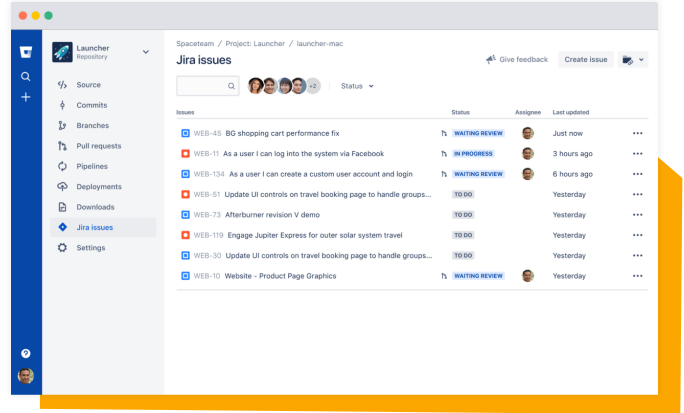 Spaceteam / Project: Launcher / launcher-mac
Launcher
Repository
Jira issues
Give feedback
Create issue
+2
Status
Source
Commits
Branches
Pull requests
Pipelines
Deployments
Downloads
Jira issues
Settings
Issues Status Assignee Last updated
WEB-45 BG shopping cart performance fix WAITING REVIEW Just now
WEB-11 As a user I can log into the system via Facebook IN PROGRESS 3 hours ago
WEB-134 As a user I can create a custom user account and login WAITING REVIEW 6 hours ago
WEB-51 Update UI controls on travel booking page to handle groups... TO DO Yesterday
WEB-73 Afterburner revision V demo TO DO Yesterday
WEB-119 Engage Jupiter Express for outer solar system travel TO DO Yesterday
WEB-30 Update UI controls on travel booking page to handle groups... TO DO Yesterday
WEB-10 Website - Product Page Graphics WAITING REVIEW Yesterday